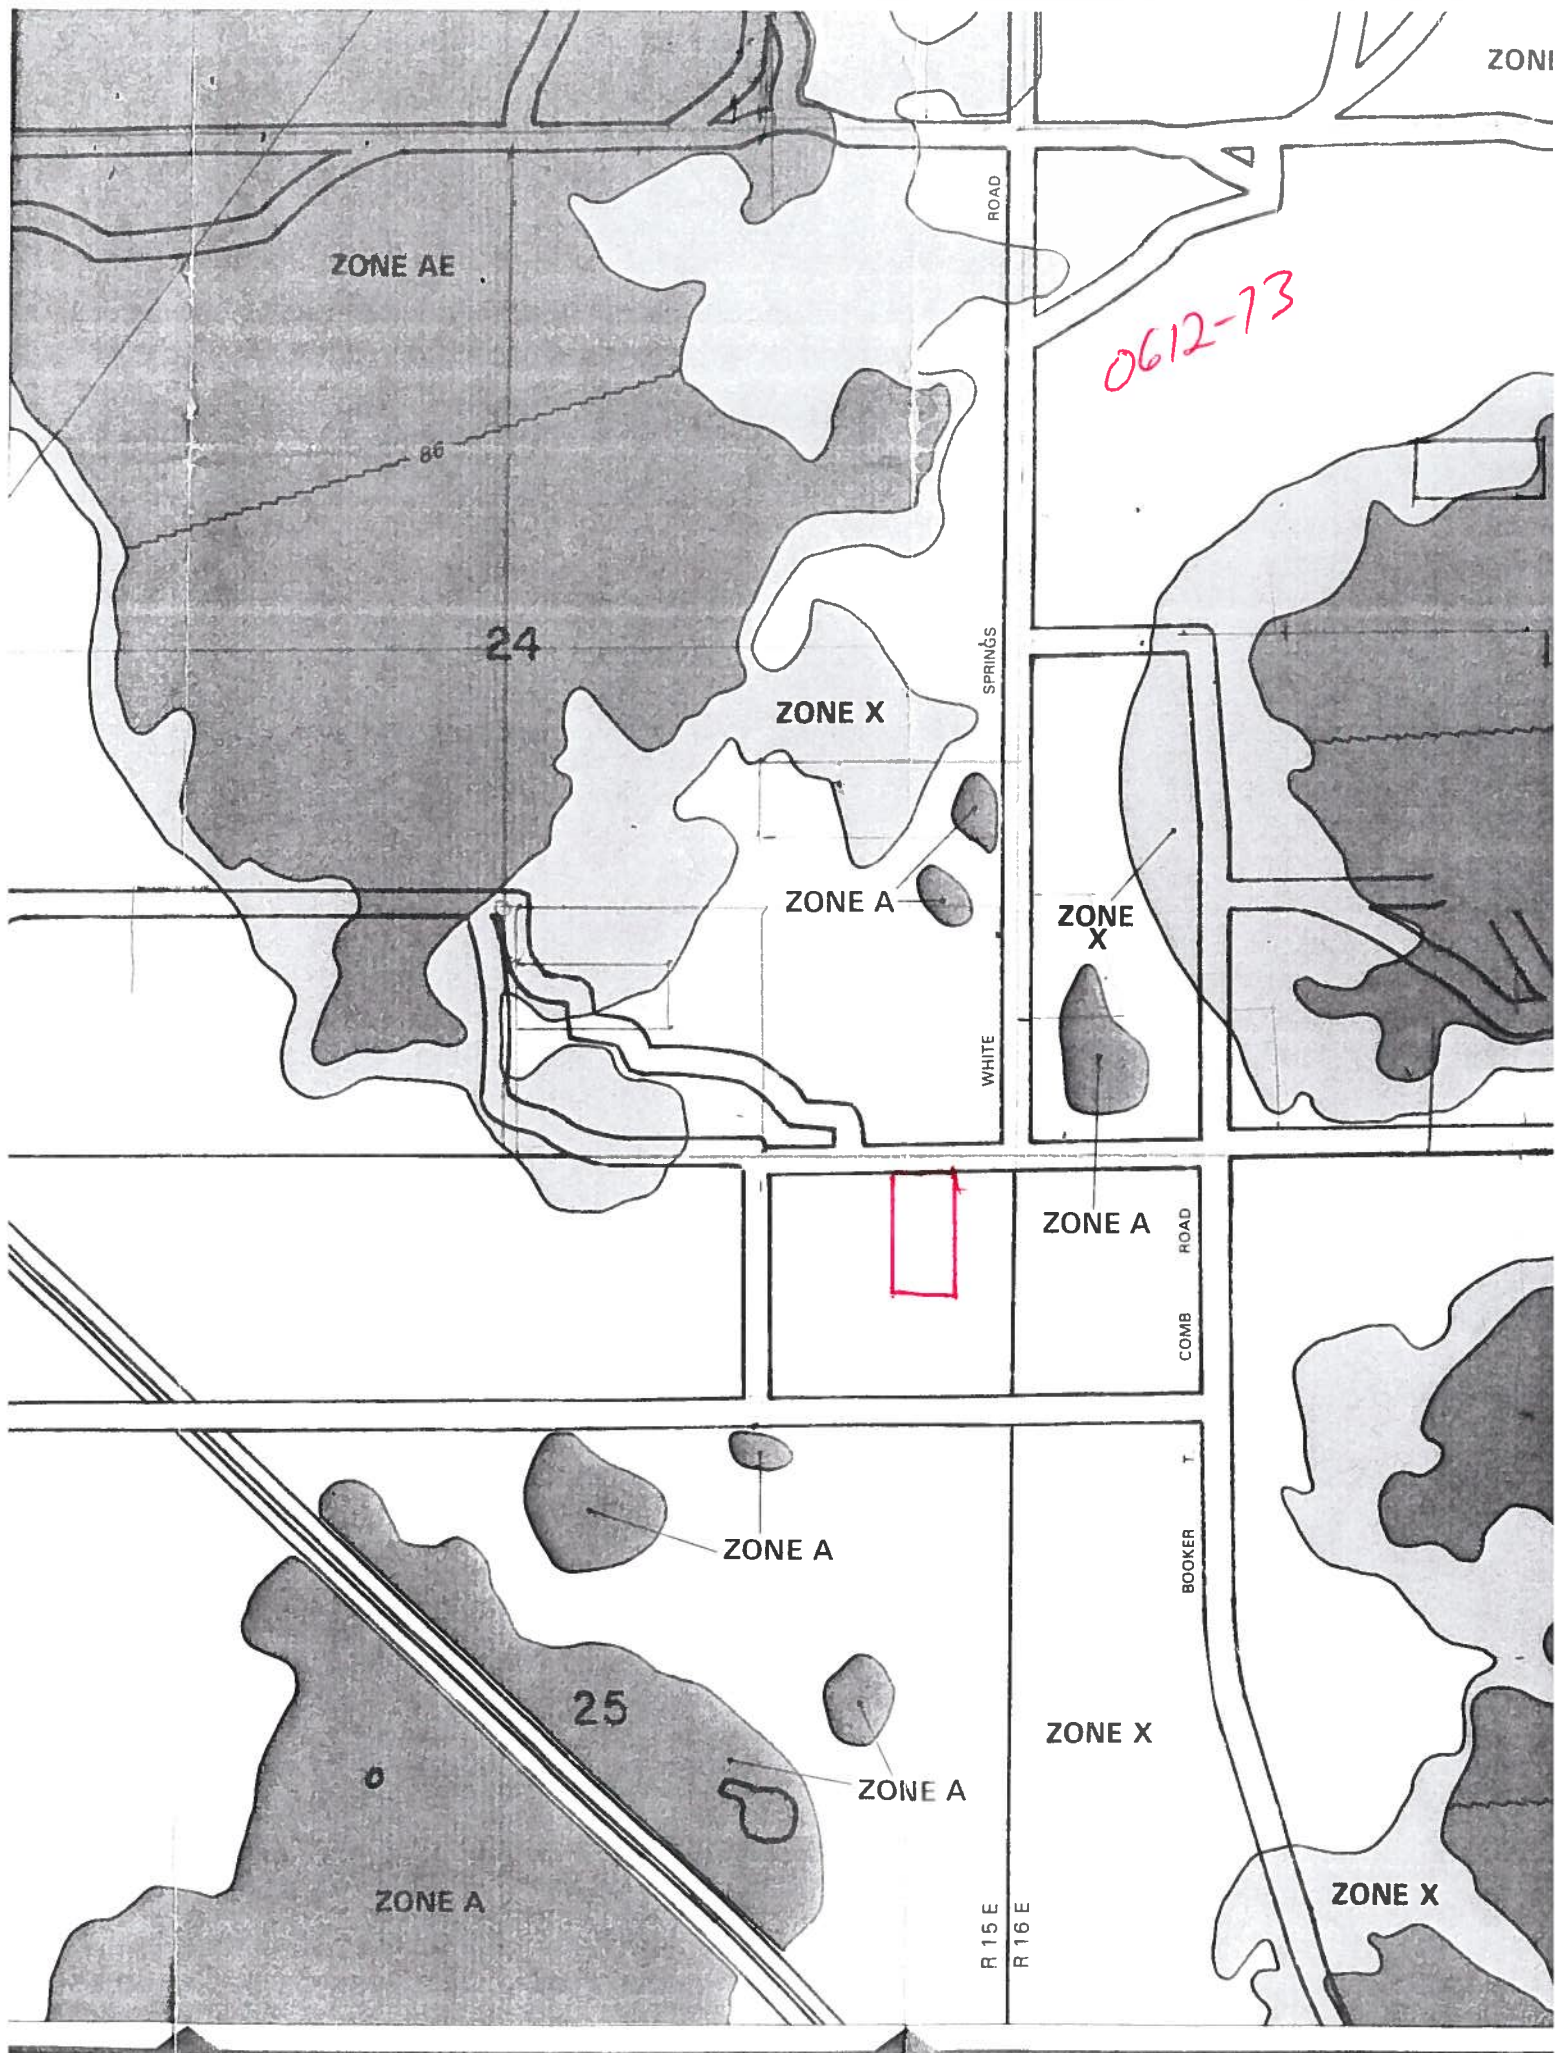 ZONE
ROAD
ZONE AE
0612-73
86
24
SPRINGS
ZONE X
ZONE A
ZONE
X
WHITE
ZONE A
ROAD
COMB
T.
BOOKER
ZONE A
25
ZONE X
ZONE A
ZONE A
ZONE X
R 15 E
R 16 E